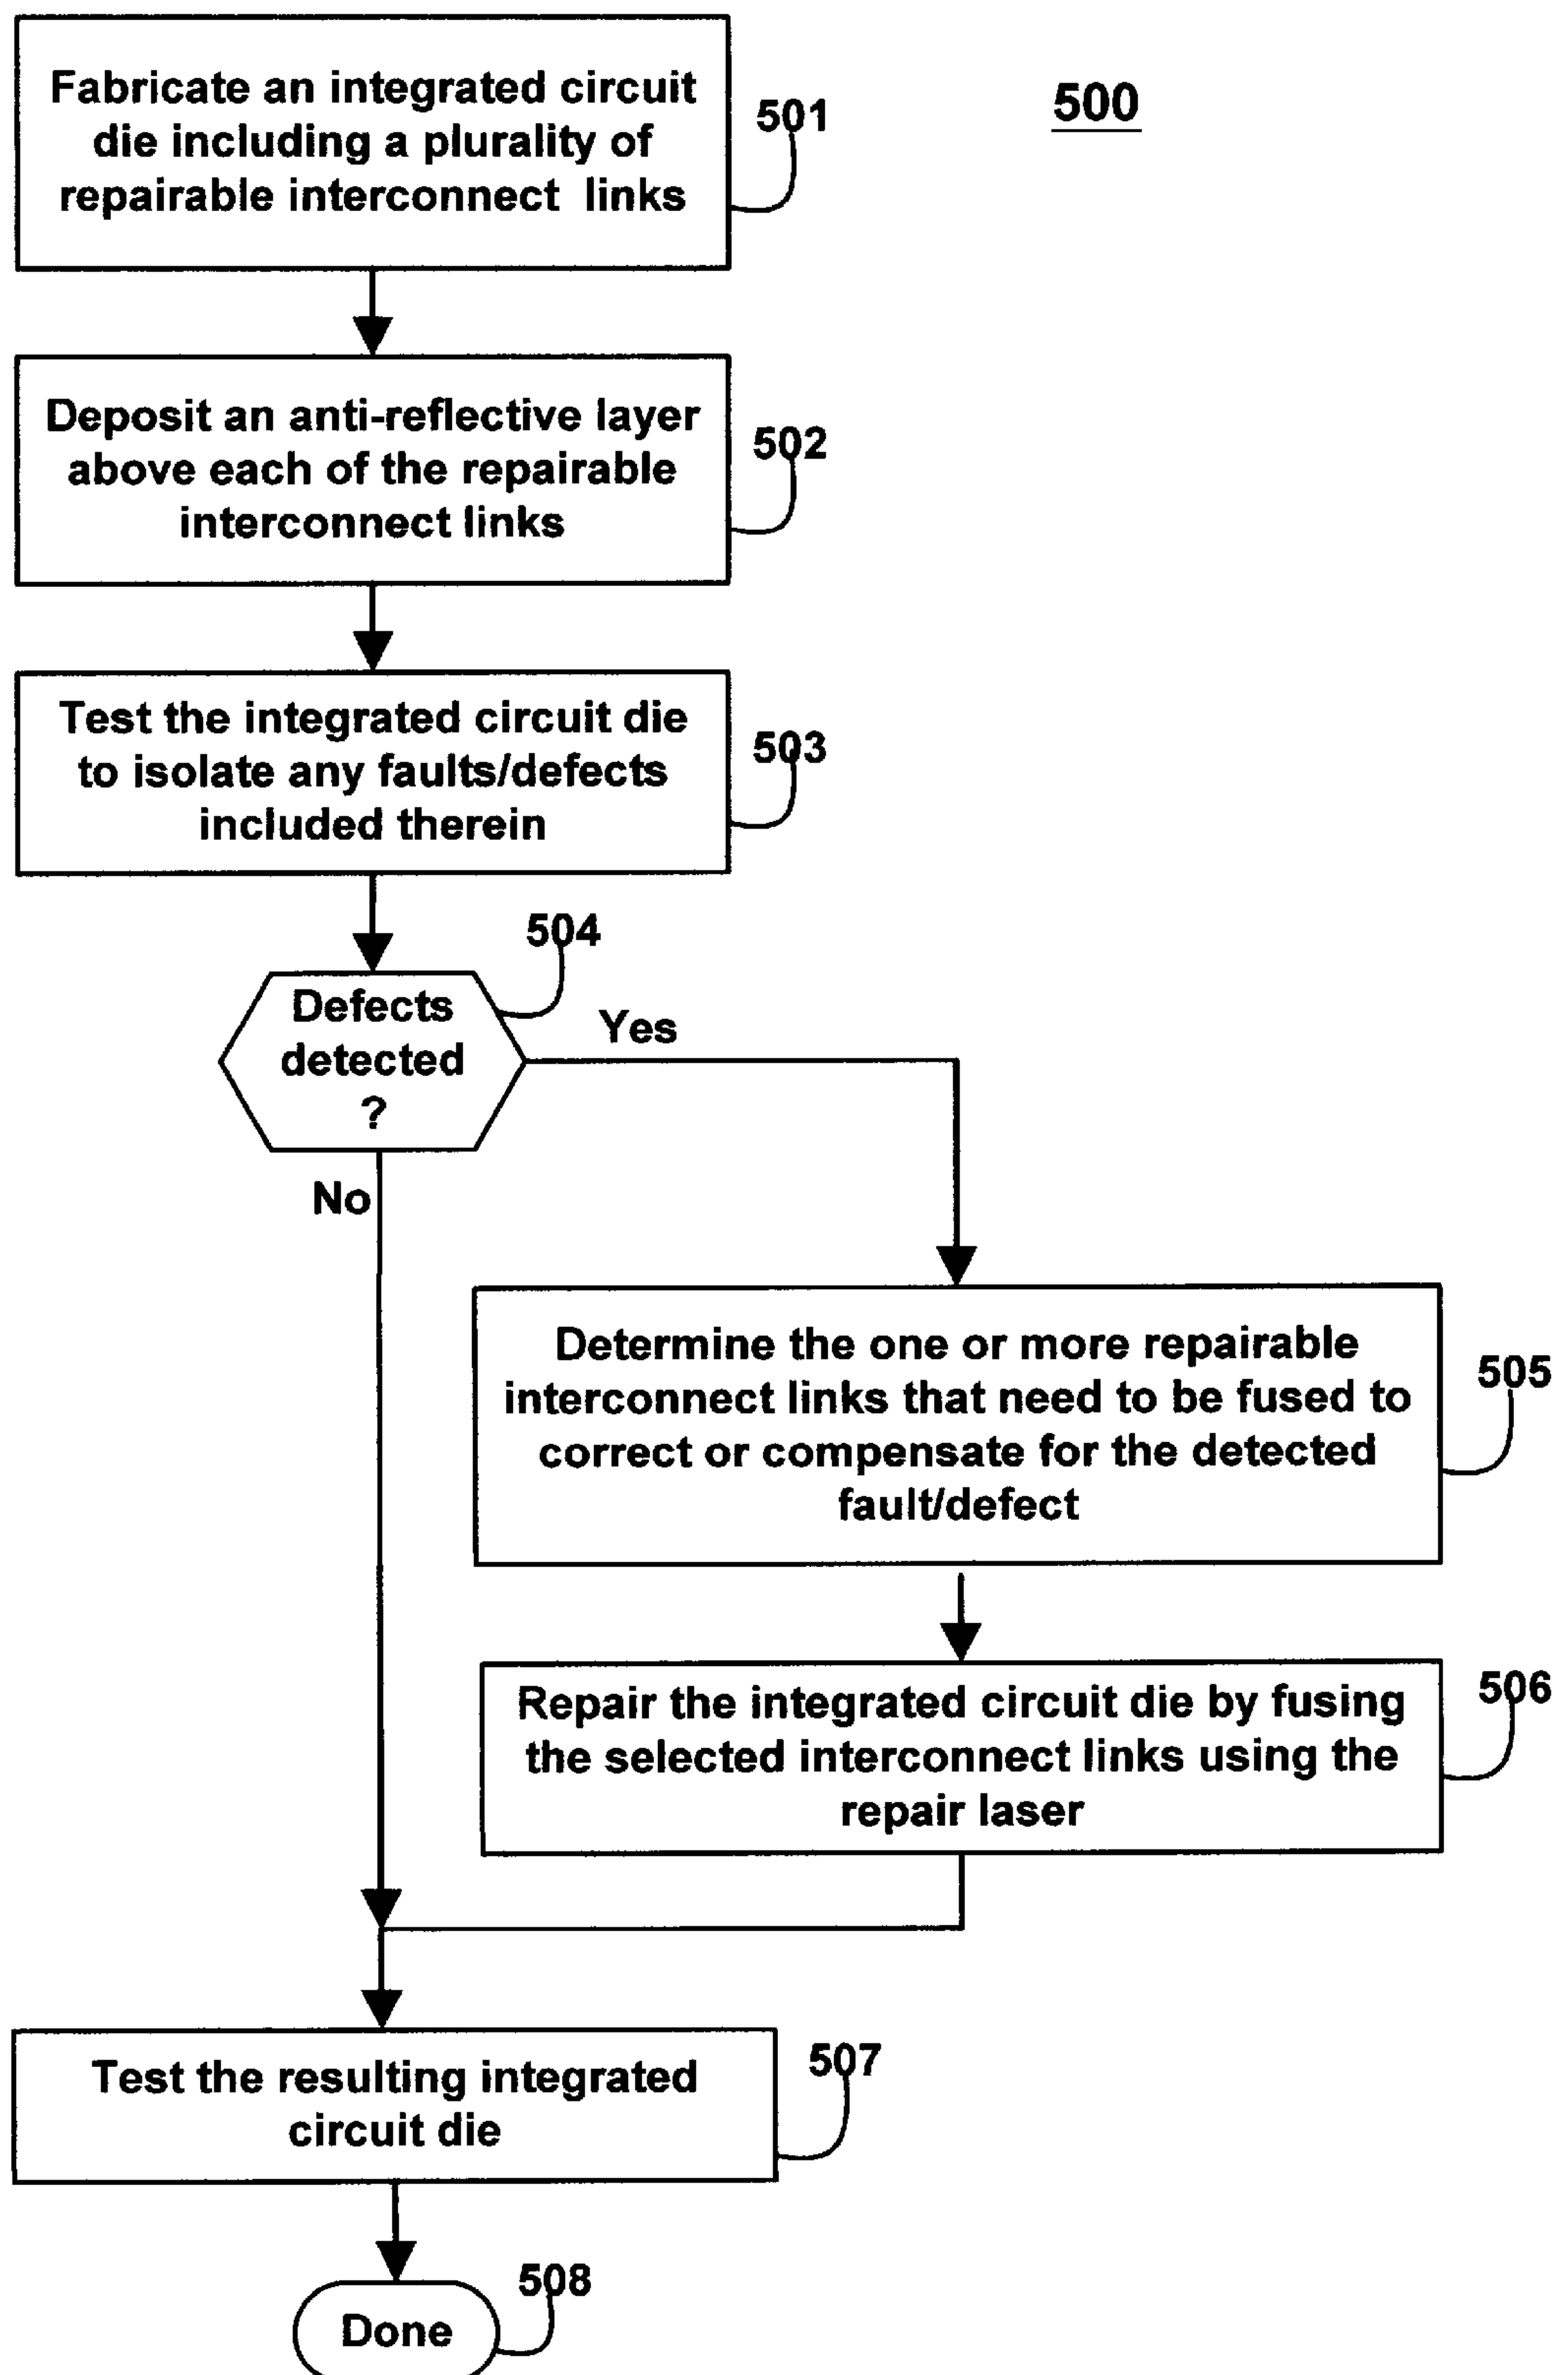 Fabricate an integrated circuit
die including a plurality of
repairable interconnect links
501
500
Deposit an anti-reflective layer
above each of the repairable
interconnect links
502
Test the integrated circuit die
to isolate any faults/defects
included therein
503
504
Defects
detected
?
Yes
No
Determine the one or more repairable
interconnect links that need to be fused to
correct or compensate for the detected
fault/defect
505
Repair the integrated circuit die by fusing
the selected interconnect links using the
repair laser
506
Test the resulting integrated
circuit die
507
508
Done